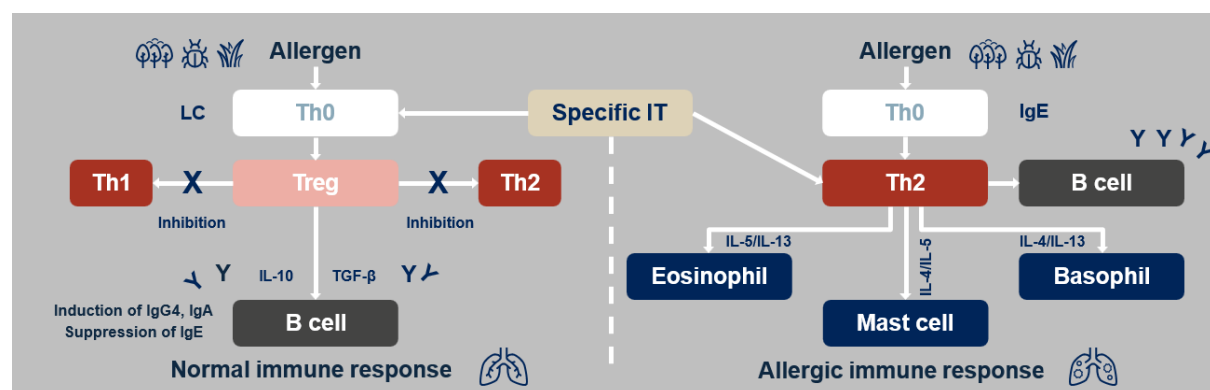 Allergen
LC
Th0
Specific IT
Th1
X
Treg
X
Th2
Inhibition
Inhibition
Y
Y
IL-10
TGF-β
Y
Y
Induction of IgG4, IgA
Suppression of IgE
B cell
Normal immune response
Allergen
Th0
IgE
Y Y Y Y
Th2
B cell
IL-5/IL-13
IL-4/IL-5
IL-4/IL-13
Eosinophil
Basophil
Mast cell
Allergic immune response